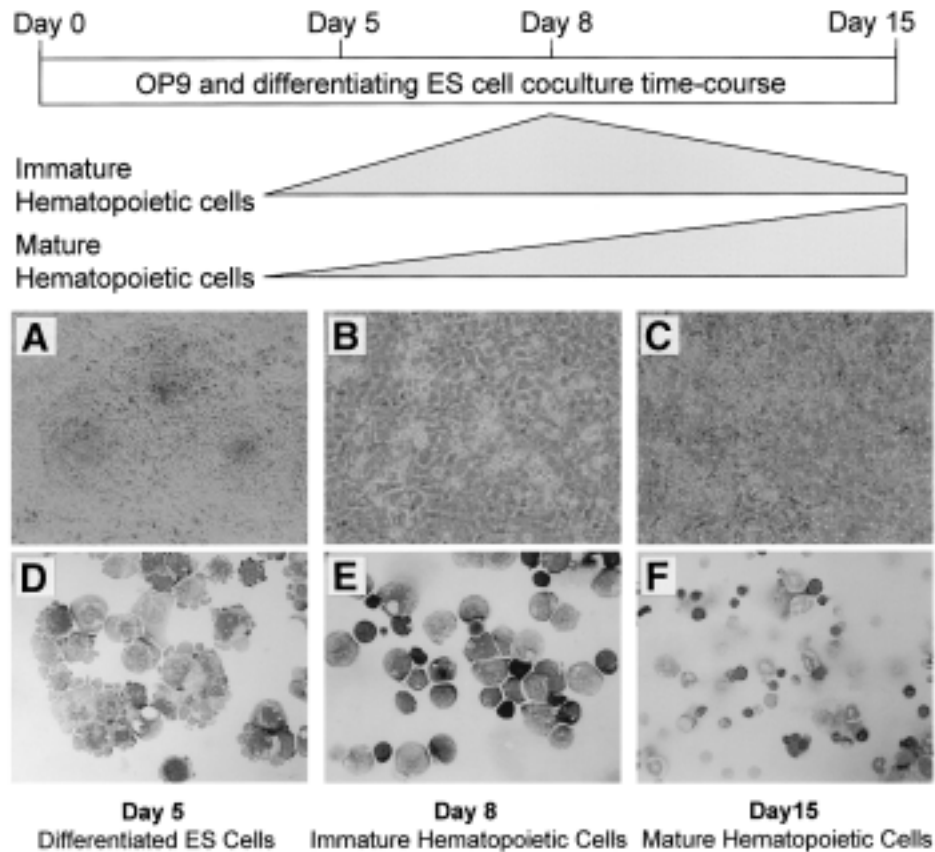 Day 0 Day 5 Day 8 Day 15
OP9 and differentiating ES cell coculture time-course
Immature
Hematopoietic cells
Mature
Hematopoietic cells
A B C
D E F
Day 5 Day 8 Day15
Differentiated ES Cells Immature Hematopoietic Cells Mature Hematopoietic Cells